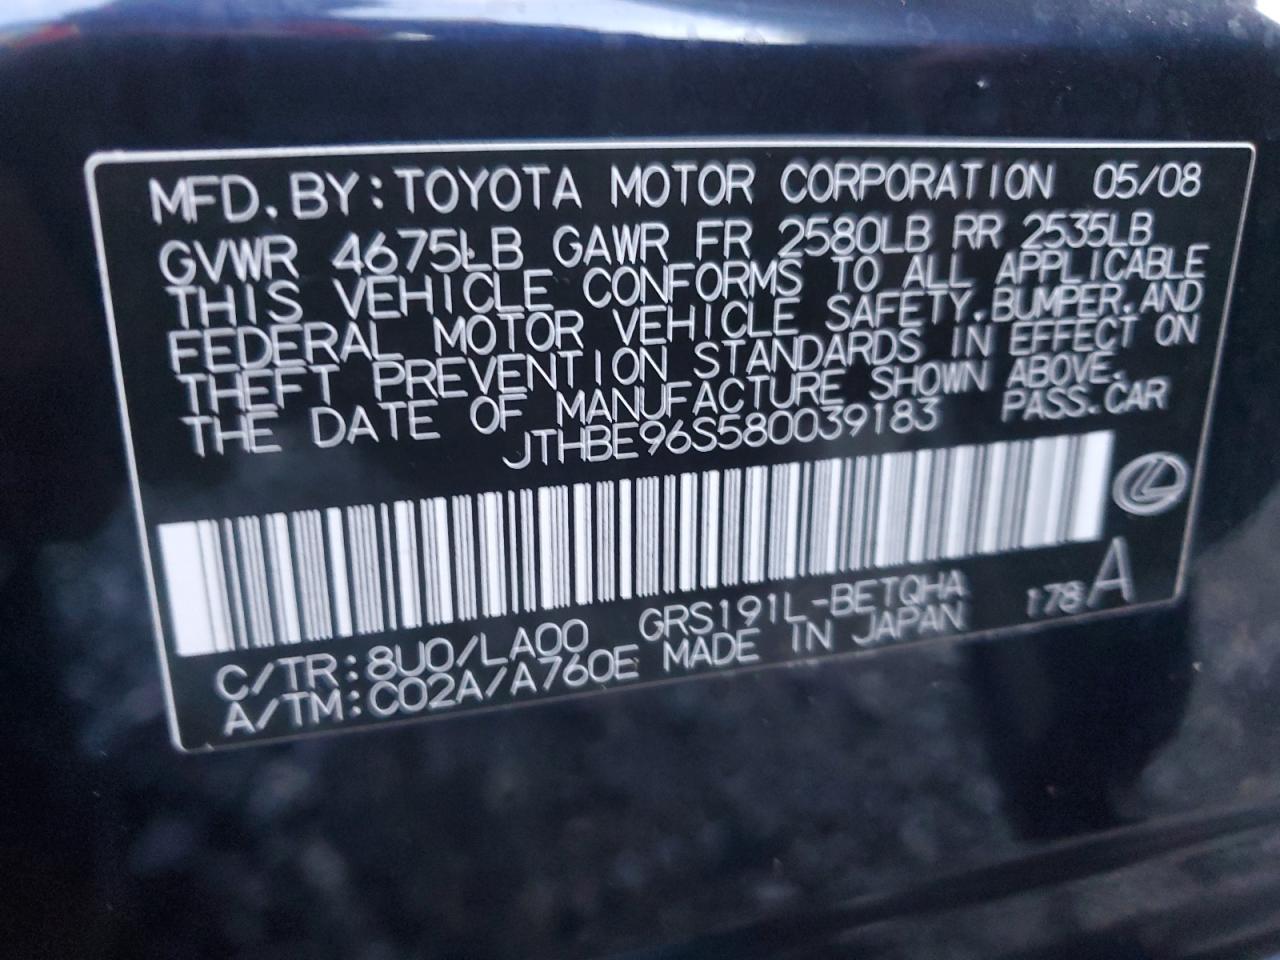 MFD. BY: TOYOTA MOTOR CORPORATION 05/08
GVWR 4675LB GAWR FR 2580LB RR 2535LB
THIS VEHICLE CONFORMS TO ALL APPLICABLE
FEDERAL MOTOR VEHICLE SAFETY, BUMPER, AND
THEFT PREVENTION STANDARDS IN EFFECT ON
THE DATE OF MANUFACTURE SHOWN ABOVE.
JTHBE96S580039183 PASS. CAR
C/TR: 8U0/LA00 GRS191L-BETQHA 178 A
A/TM: C02A/A760E MADE IN JAPAN